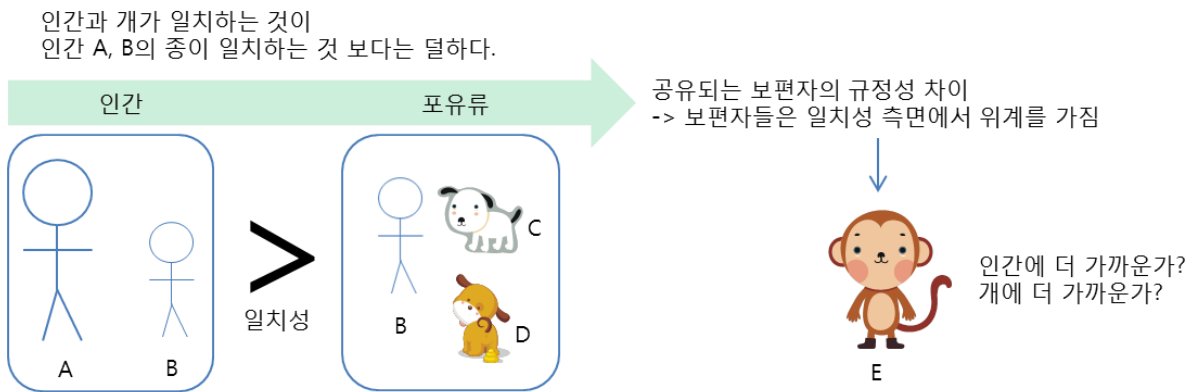 인간과 개가 일치하는 것이
인간 A, B의 종이 일치하는 것 보다는 덜하다.
인간
포유류
공유되는 보편자의 규정성 차이
-> 보편자들은 일치성 측면에서 위계를 가짐
A
B
>
일치성
B
C
D
인간에 더 가까운가?
개에 더 가까운가?
E